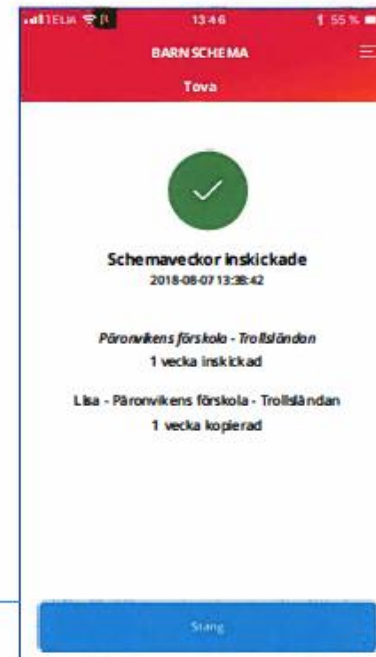 TELIA 13:46 55 %
BARNSCHEMA
Tova
Schemaveckor inskickade
2018-08-07 13:38:42
Päronvikens förskola - Trollsländan
1 vecka inskickad
Lisa - Päronvikens förskola - Trollsländan
1 vecka kopierad
Stäng